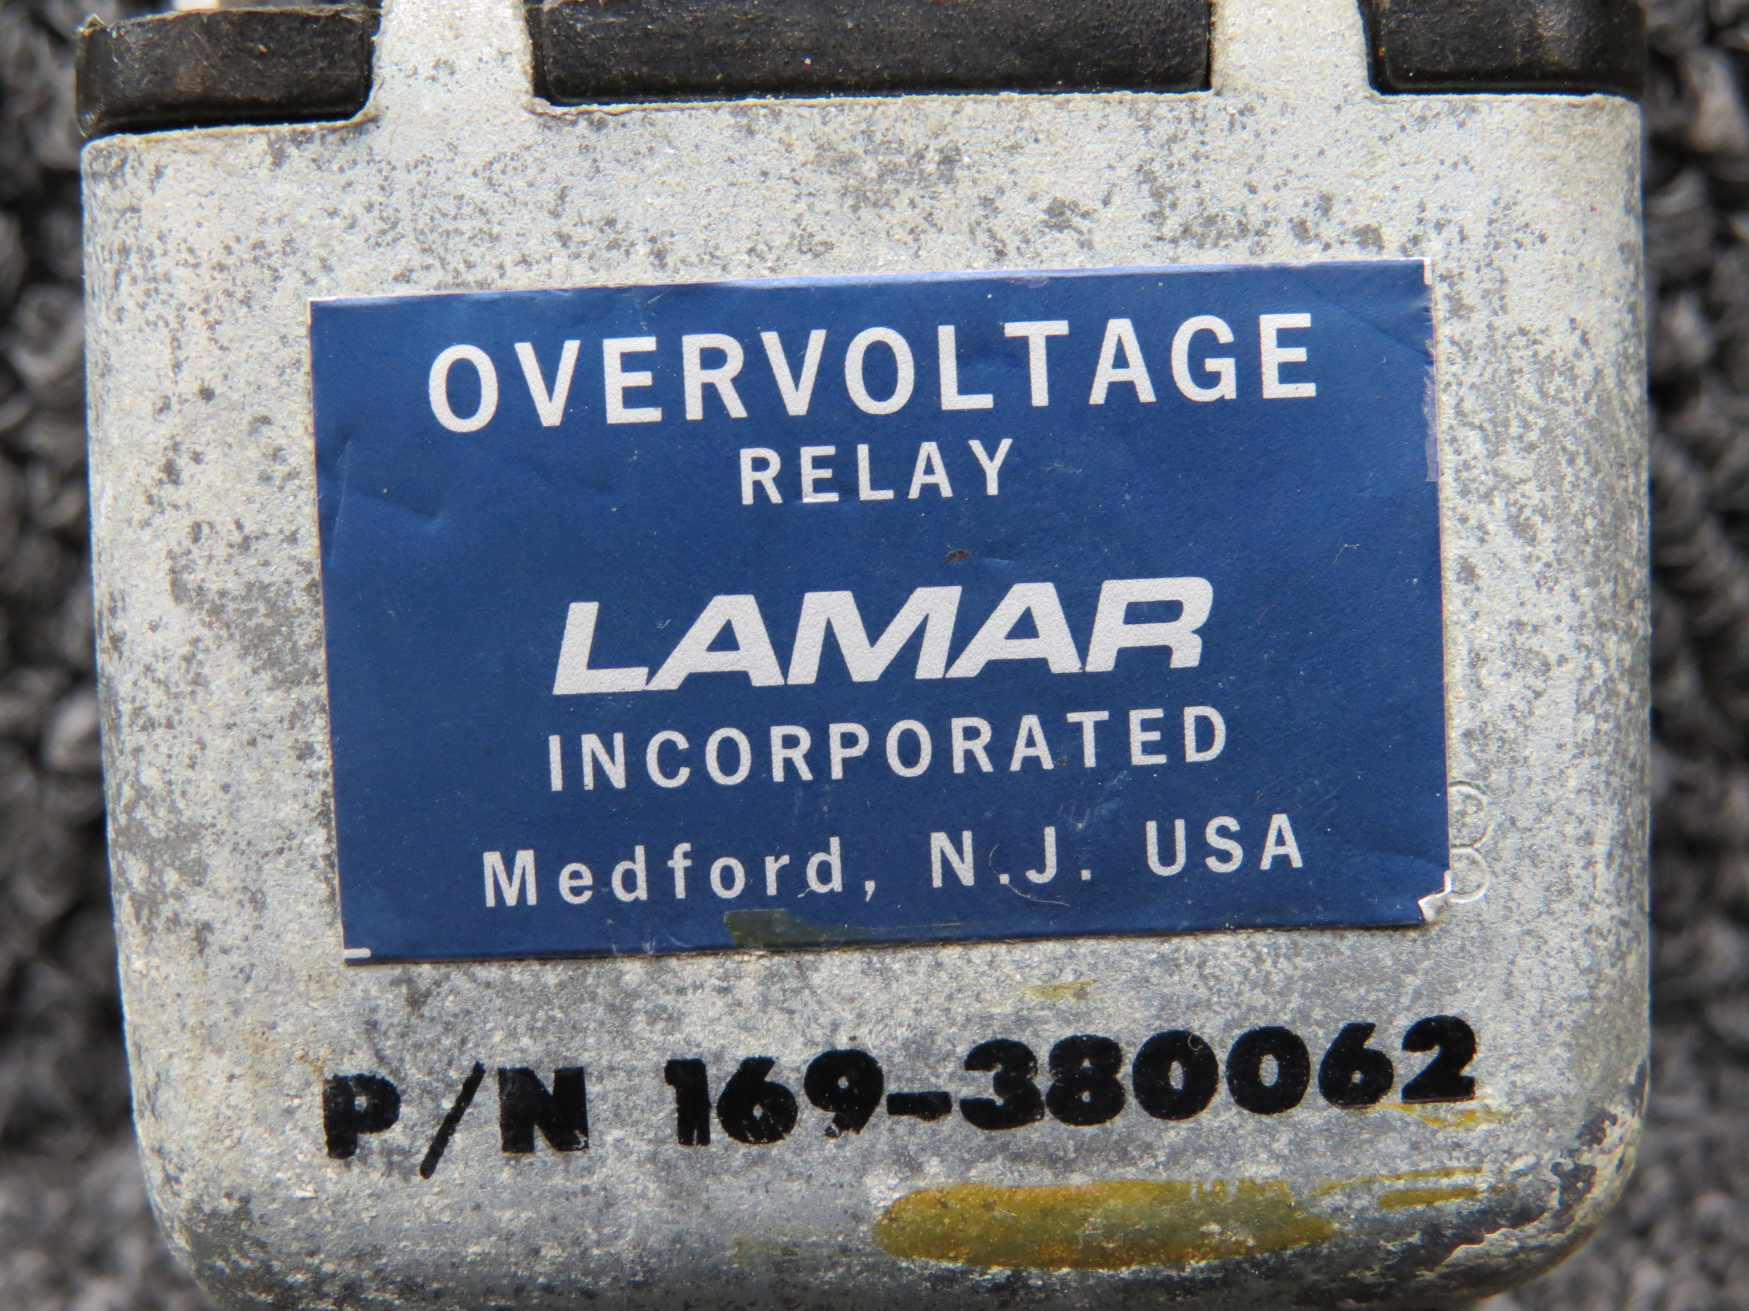 OVERVOLTAGE
RELAY
LAMAR
INCORPORATED
Medford, N.J. USA
P/N 169-380062